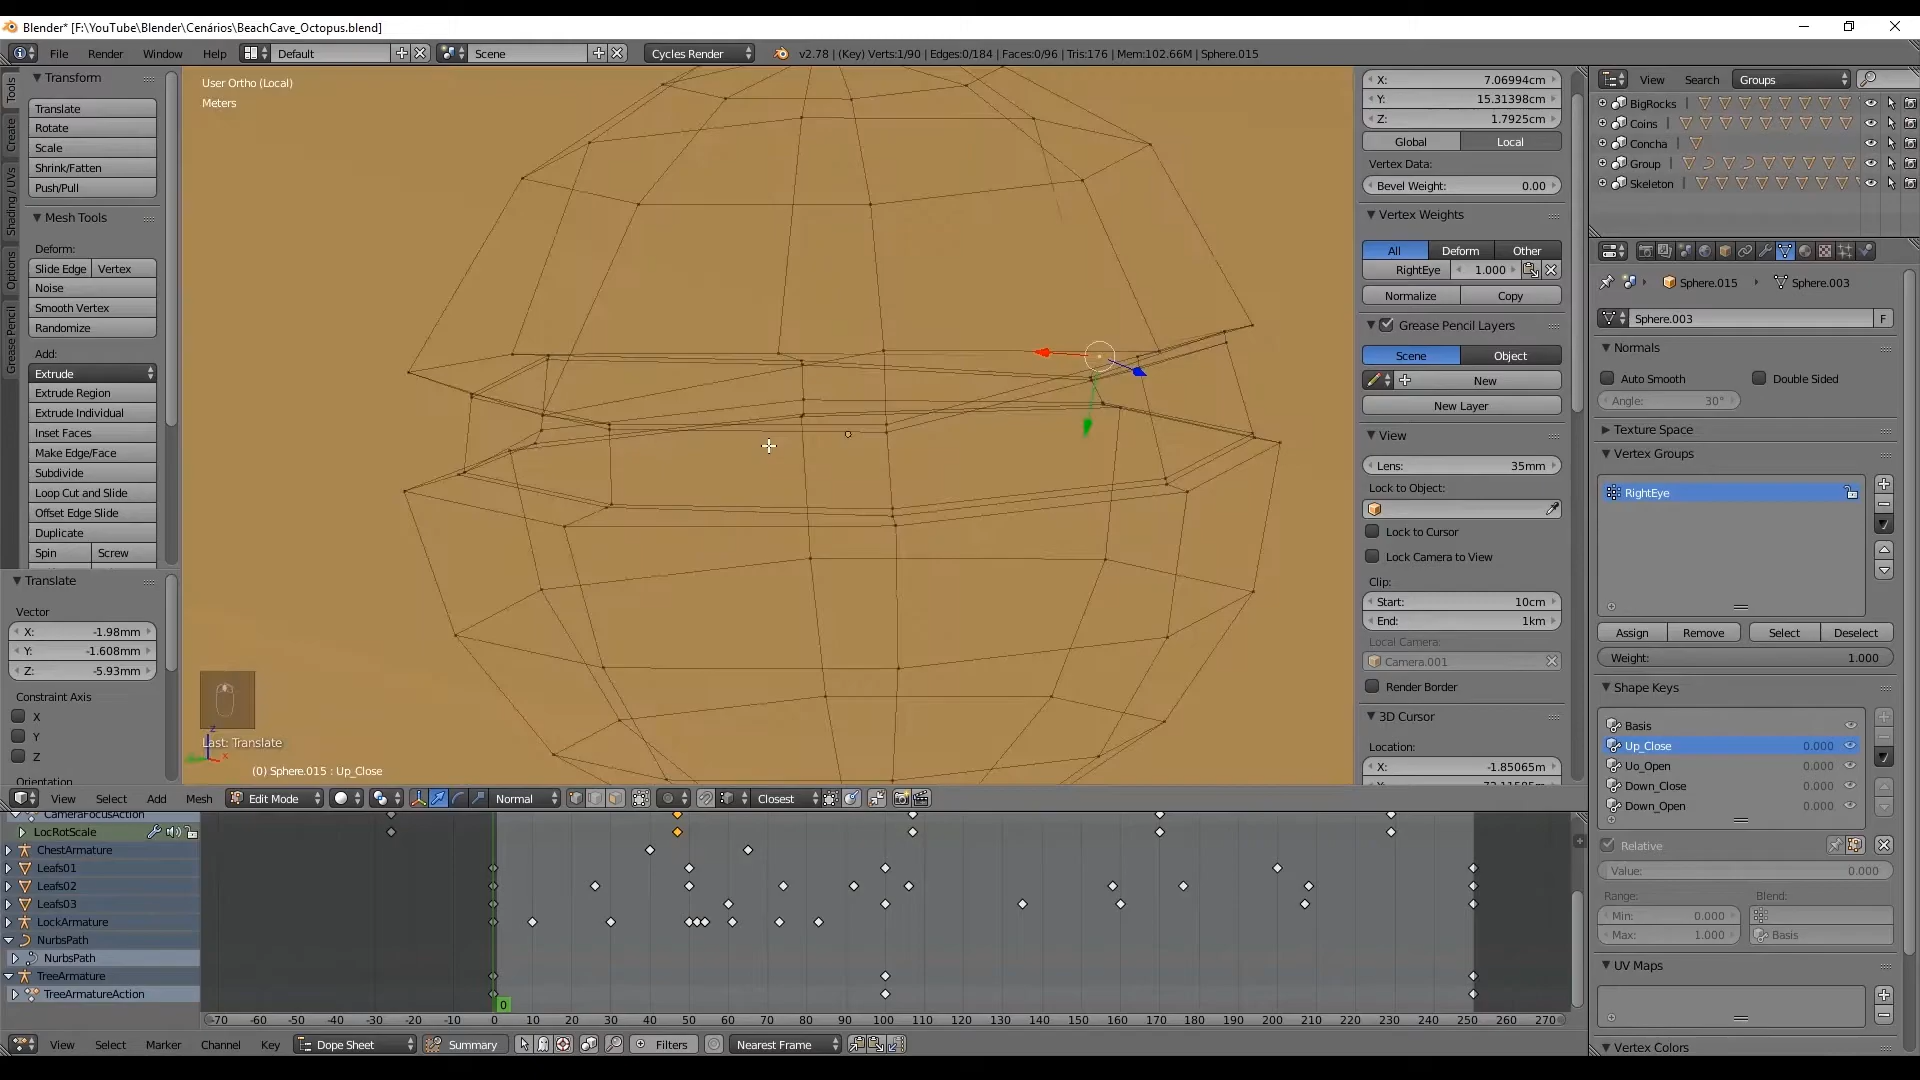 Blender* [F:\YouTube\Blender\Cenários\BeachCave_Octopus.blend]
File Render Window Help Default Scene Cycles Render v2.78 | (Key) Verts:1/90 | Edges:0/184 | Faces:0/96 | Tris:176 | Mem:102.66M | Sphere.015
Tools
Create
Shading / UVs
Options
Grease Pencil
Transform
Translate
Rotate
Scale
Shrink/Fatten
Push/Pull
Mesh Tools
Deform:
Slide Edge Vertex
Noise
Smooth Vertex
Randomize
Add:
Extrude
Extrude Region
Extrude Individual
Inset Faces
Make Edge/Face
Subdivide
Loop Cut and Slide
Offset Edge Slide
Duplicate
Spin Screw
Translate
Vector
X: -1.98mm
Y: -1.608mm
Z: -5.93mm
Constraint Axis
X
Y
Z
Orientation
User Ortho (Local)
Meters
Last: Translate
z
x
(0) Sphere.015 : Up_Close
X: 7.06994cm
Y: 15.31398cm
Z: 1.7925cm
Global Local
Vertex Data:
Bevel Weight: 0.00
Vertex Weights
All Deform Other
RightEye 1.000
Normalize Copy
Grease Pencil Layers
Scene Object
New
New Layer
View
Lens: 35mm
Lock to Object:
Lock to Cursor
Lock Camera to View
Clip:
Start: 10cm
End: 1km
Local Camera:
Camera.001
Render Border
3D Cursor
Location:
X: -1.85065m
View Search Groups
BigRocks
Coins
Concha
Group
Skeleton
Sphere.015 Sphere.003
Sphere.003 F
Normals
Auto Smooth Double Sided
Angle: 30°
Texture Space
Vertex Groups
RightEye
Assign Remove Select Deselect
Weight: 1.000
Shape Keys
Basis
Up_Close 0.000
Uo_Open 0.000
Down_Close 0.000
Down_Open 0.000
Relative
Value: 0.000
Range: Blend:
Min: 0.000
Max: 1.000 Basis
UV Maps
Vertex Colors
View Select Add Mesh Edit Mode Normal Closest
CameraFocusAction
LocRotScale
ChestArmature
Leafs01
Leafs02
Leafs03
LockArmature
NurbsPath
NurbsPath
TreeArmature
TreeArmatureAction
0
-70 -60 -50 -40 -30 -20 -10 0 10 20 30 40 50 60 70 80 90 100 110 120 130 140 150 160 170 180 190 200 210 220 230 240 250 260 270
View Select Marker Channel Key Dope Sheet Summary Filters Nearest Frame